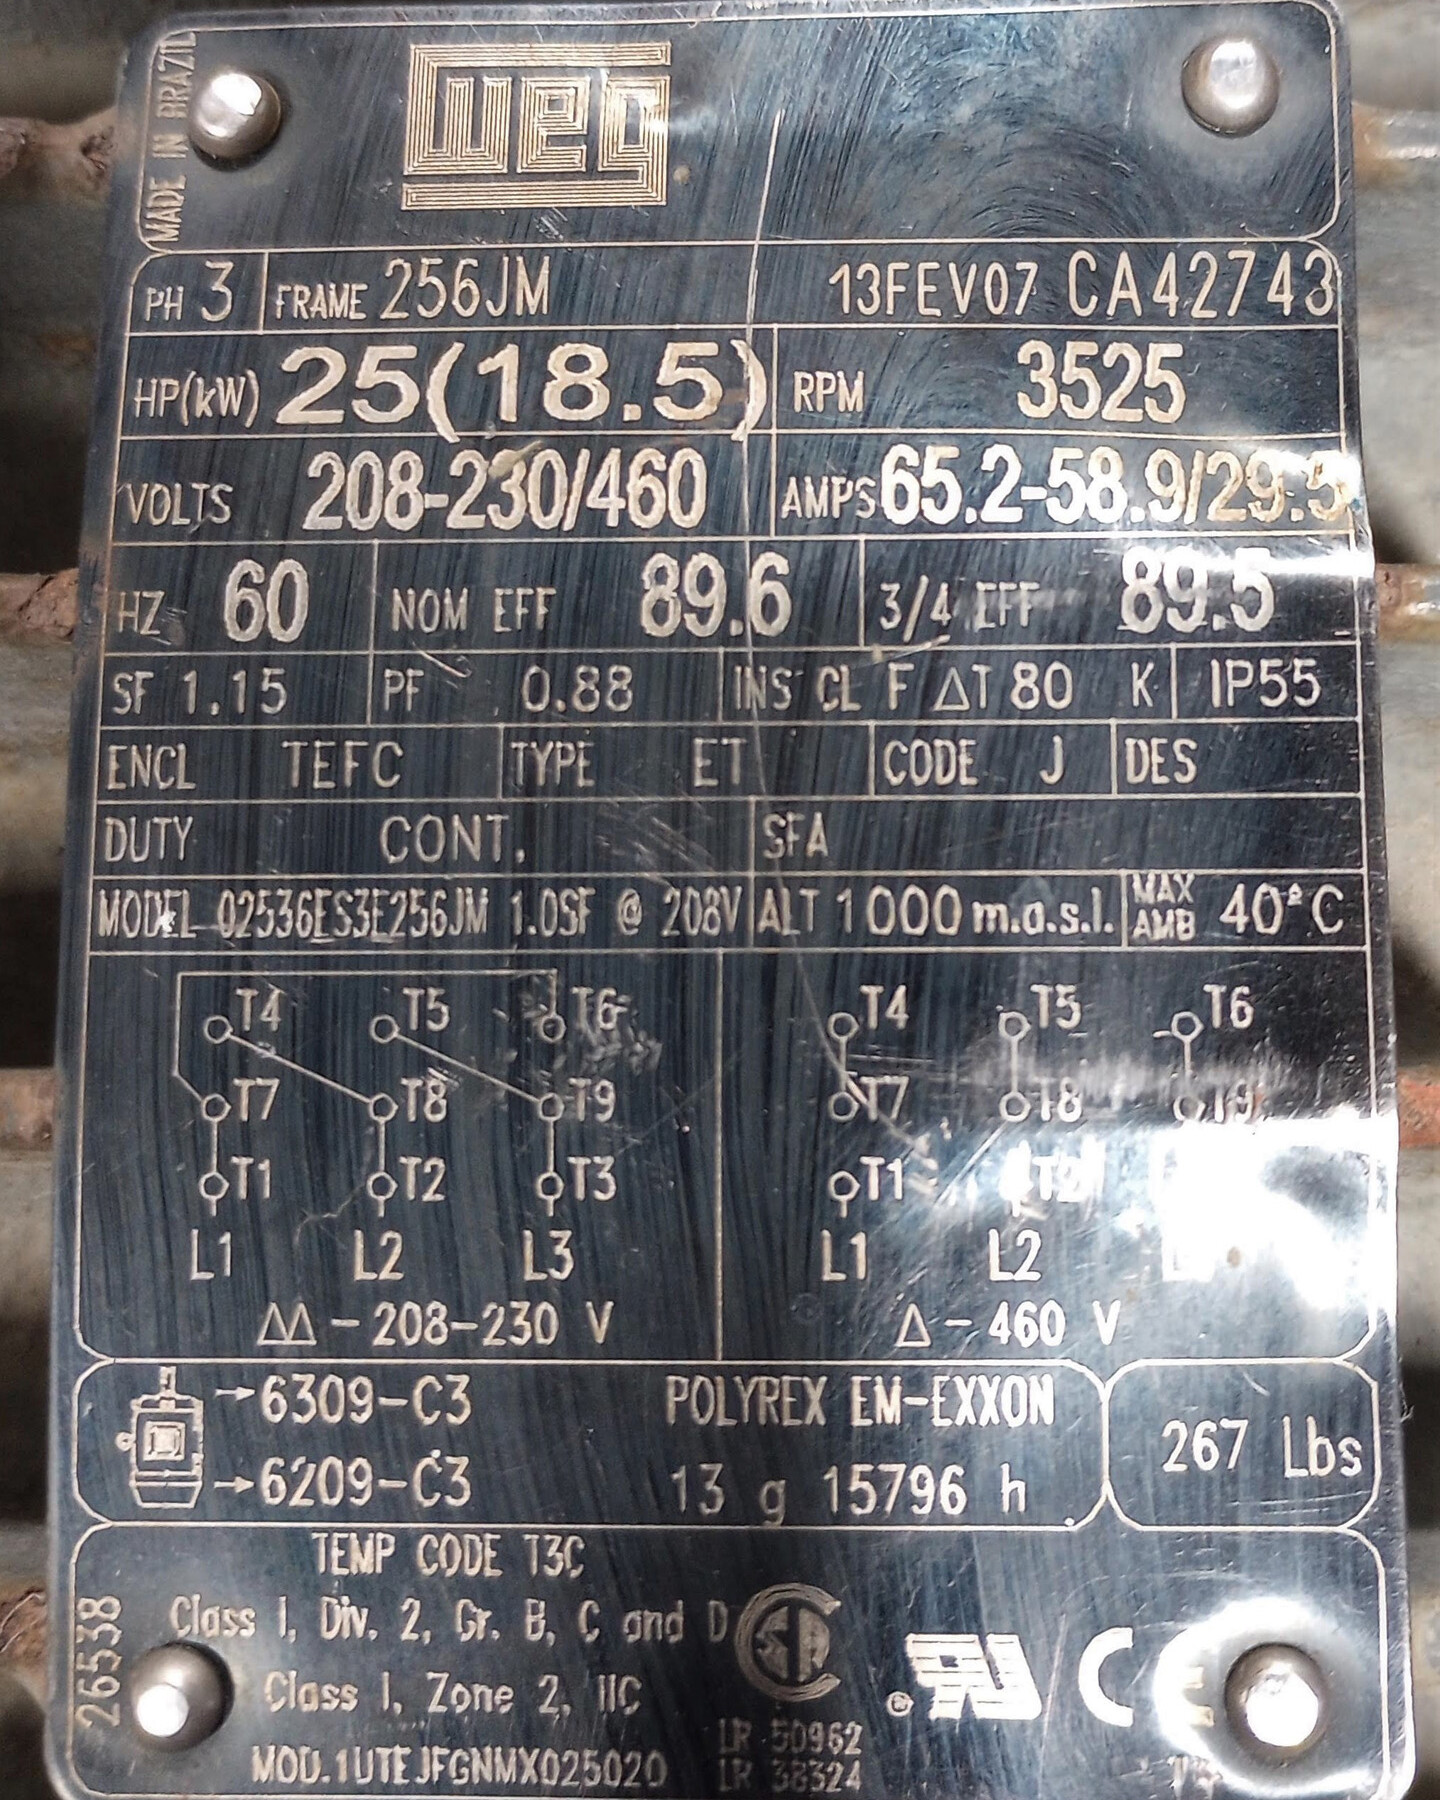 MADE IN BRAZIL
weg
PH 3 FRAME 256JM 13FEV07 CA42743
HP(kW) 25(18.5) RPM 3525
VOLTS 208-230/460 AMPS 65.2-58.9/29.5
HZ 60 NOM EFF 89.6 3/4 EFF 89.5
SF 1.15 PF 0.88 INS CL F ΔT 80 K IP55
ENCL TEFC TYPE ET CODE J DES
DUTY CONT. SFA
MODEL 02536ES3E256JM 1.0SF @ 208V ALT 1000 m.a.s.l. MAX AMB 40°C
T4 T5 T6 T4 T5 T6
T7 T8 T9 T7 T8 T9
T1 T2 T3 T1 T2
L1 L2 L3 L1 L2
ΔΔ - 208-230 V Δ - 460 V
→6309-C3 POLYREX EM-EXXON
→6209-C3 13 g 15796 h
267 Lbs
TEMP CODE T3C
Class I, Div. 2, Gr. B, C and D
Class I, Zone 2, IIC
MOD.1UTEJFGNMX025020
LR 50962
LR 38324
26538
CE